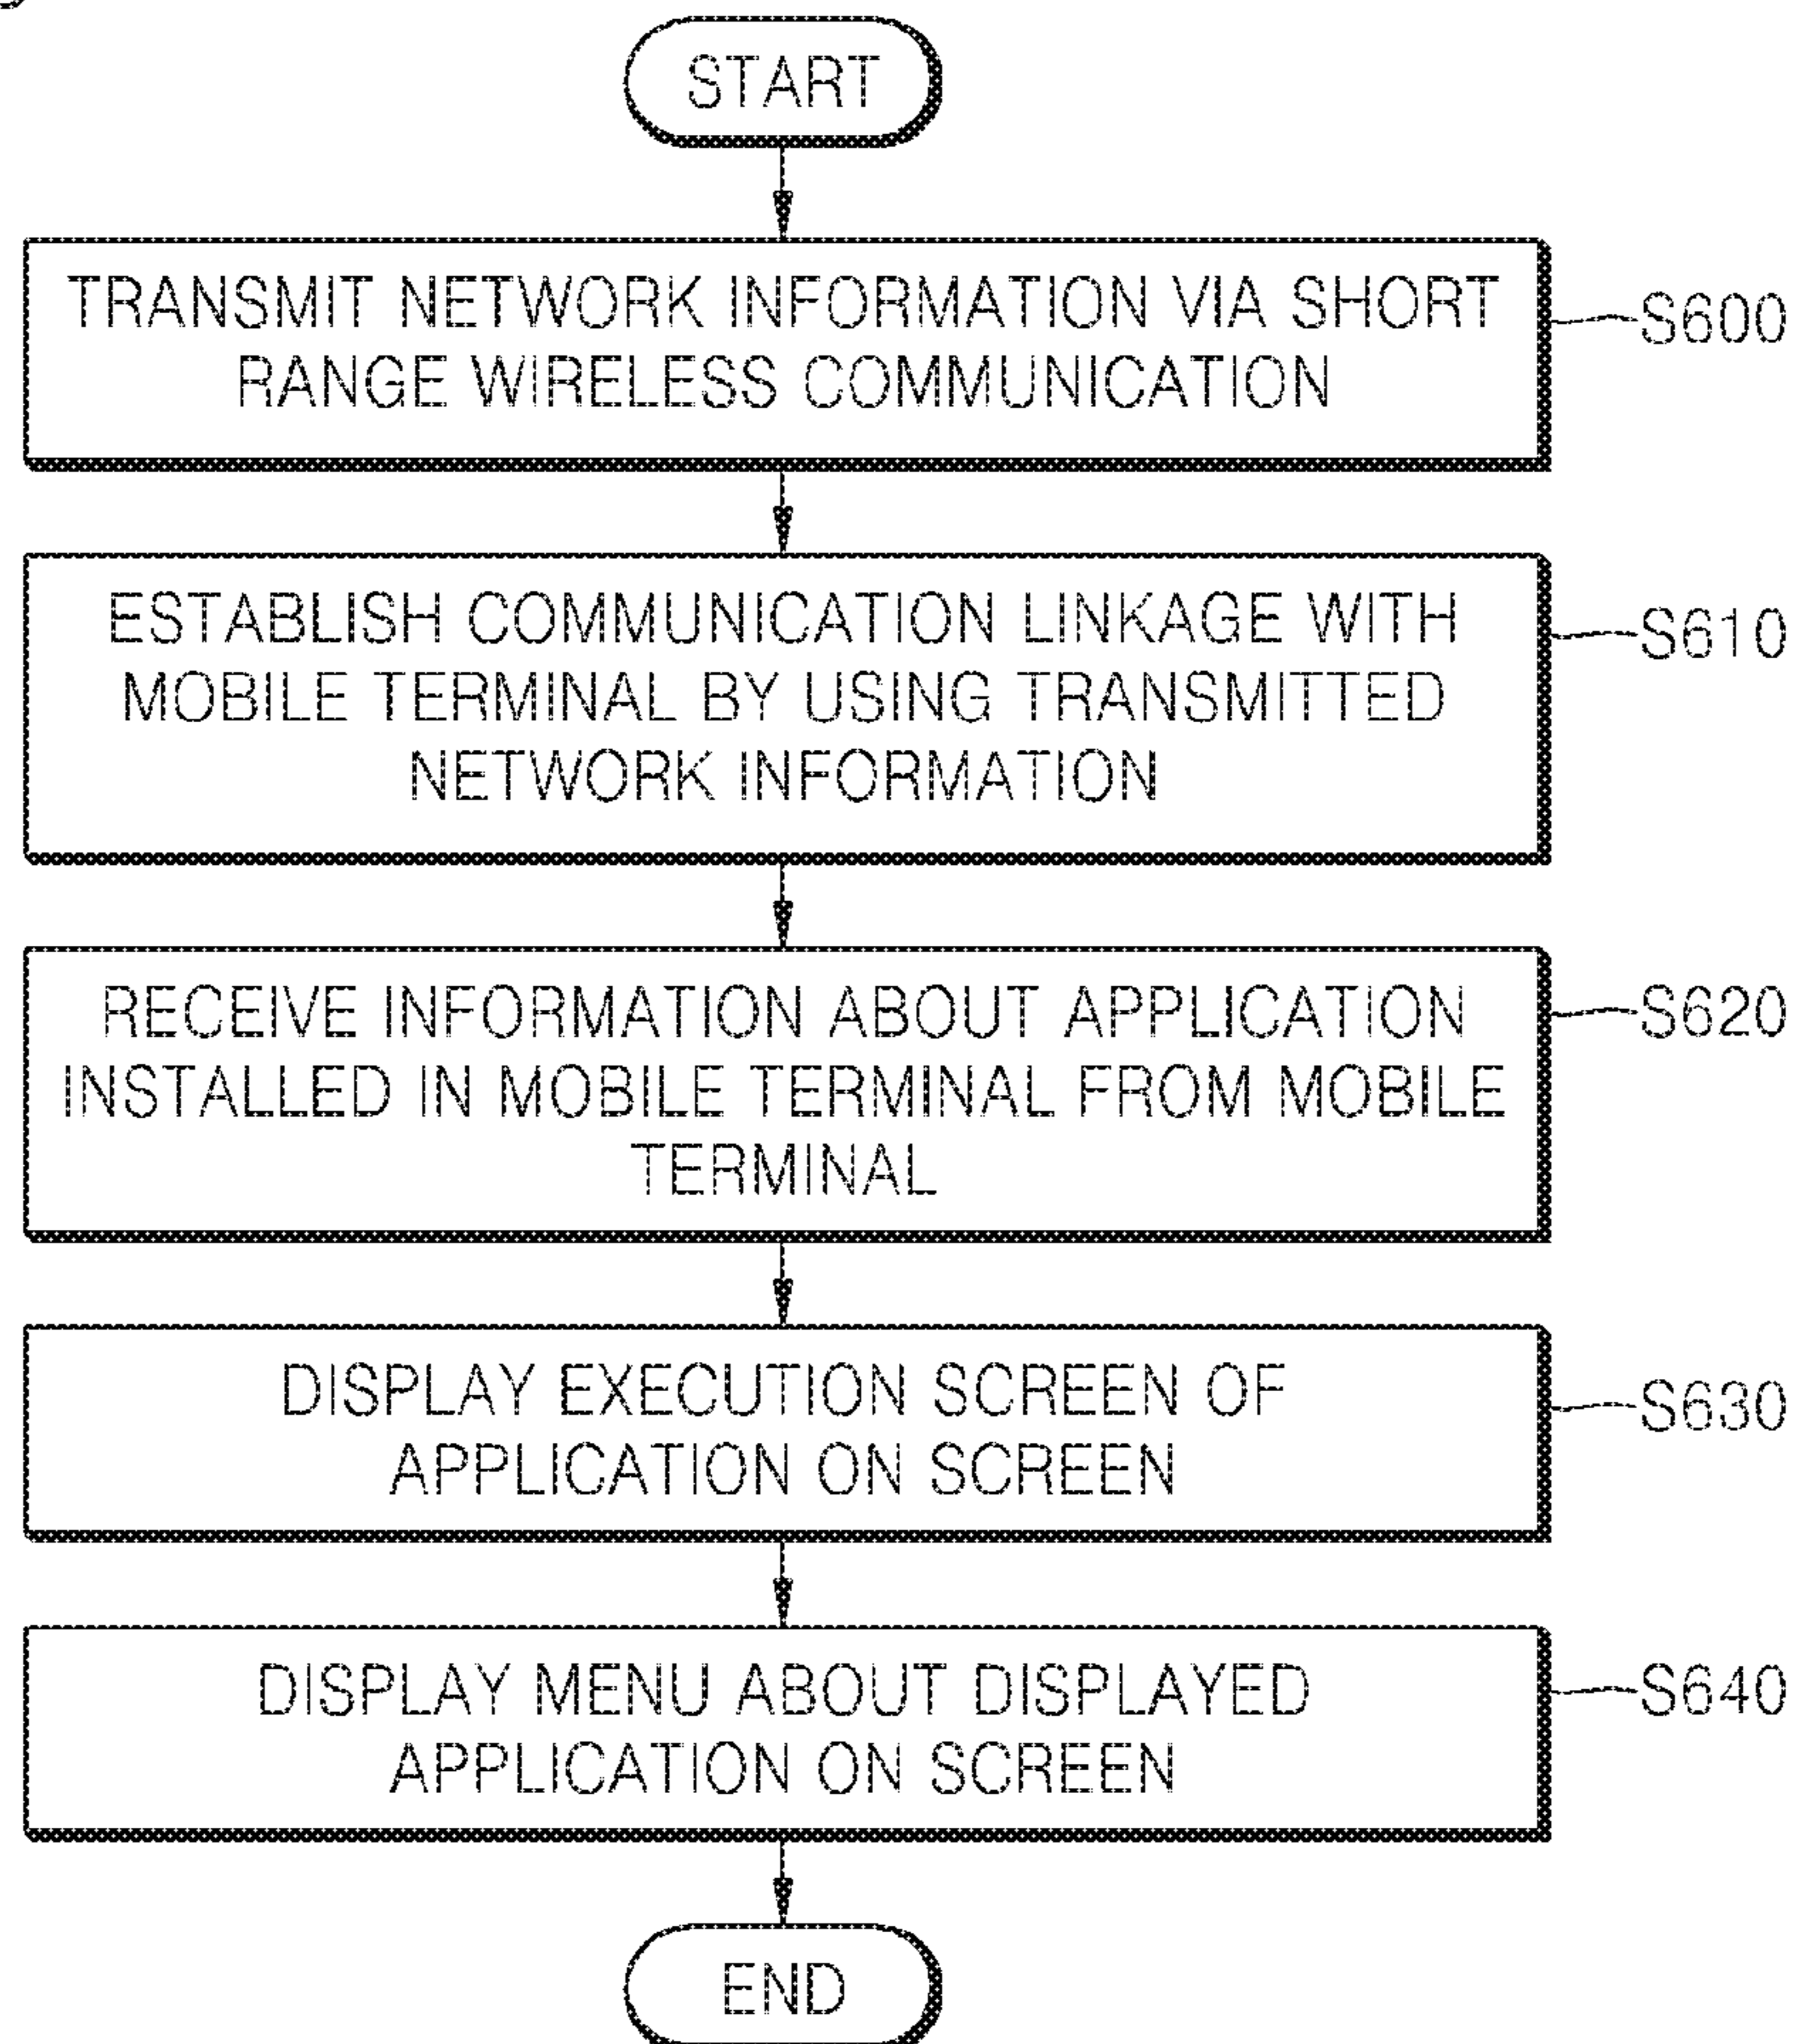 START
TRANSMIT NETWORK INFORMATION VIA SHORT
RANGE WIRELESS COMMUNICATION
S600
ESTABLISH COMMUNICATION LINKAGE WITH
MOBILE TERMINAL BY USING TRANSMITTED
NETWORK INFORMATION
S610
RECEIVE INFORMATION ABOUT APPLICATION
INSTALLED IN MOBILE TERMINAL FROM MOBILE
TERMINAL
S620
DISPLAY EXECUTION SCREEN OF
APPLICATION ON SCREEN
S630
DISPLAY MENU ABOUT DISPLAYED
APPLICATION ON SCREEN
S640
END